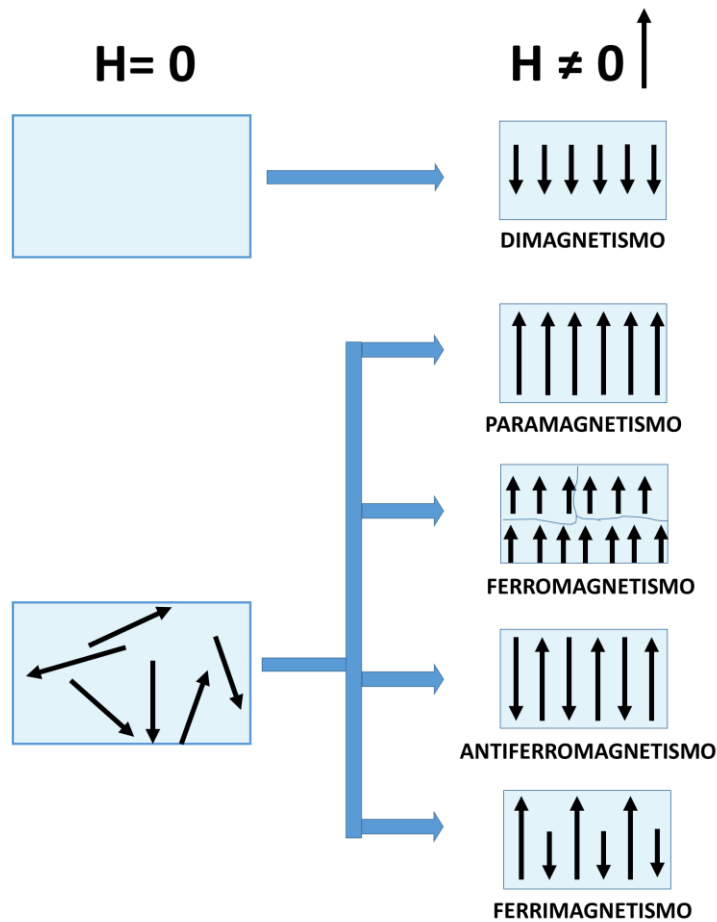 H= 0
H ≠ 0
DIMAGNETISMO
PARAMAGNETISMO
FERROMAGNETISMO
ANTIFERROMAGNETISMO
FERRIMAGNETISMO